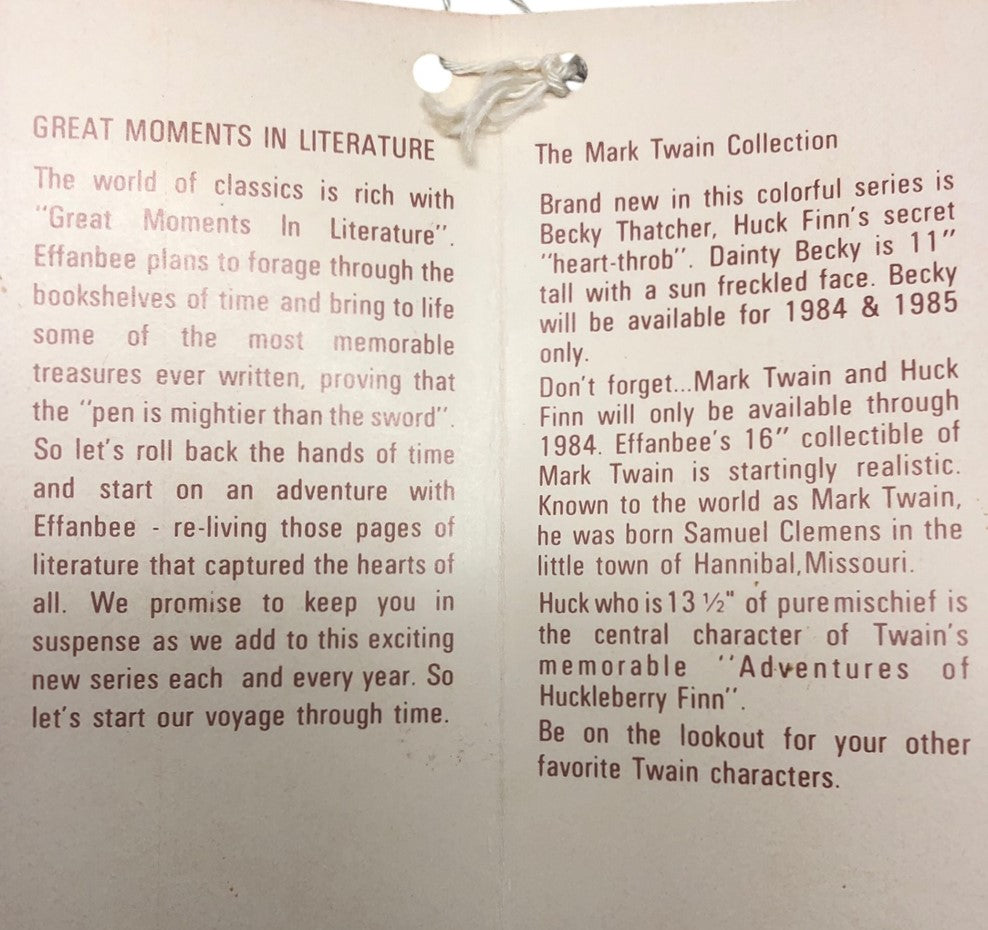 GREAT MOMENTS IN LITERATURE
The world of classics is rich with
"Great Moments In Literature".
Effanbee plans to forage through the
bookshelves of time and bring to life
some of the most memorable
treasures ever written, proving that
the "pen is mightier than the sword".
So let's roll back the hands of time
and start on an adventure with
Effanbee - re-living those pages of
literature that captured the hearts of
all. We promise to keep you in
suspense as we add to this exciting
new series each and every year. So
let's start our voyage through time.
The Mark Twain Collection
Brand new in this colorful series is
Becky Thatcher, Huck Finn's secret
"heart-throb". Dainty Becky is 11"
tall with a sun freckled face. Becky
will be available for 1984 & 1985
only.
Don't forget...Mark Twain and Huck
Finn will only be available through
1984. Effanbee's 16" collectible of
Mark Twain is startingly realistic.
Known to the world as Mark Twain,
he was born Samuel Clemens in the
little town of Hannibal, Missouri.
Huck who is 13 ½" of pure mischief is
the central character of Twain's
memorable "Adventures of
Huckleberry Finn".
Be on the lookout for your other
favorite Twain characters.